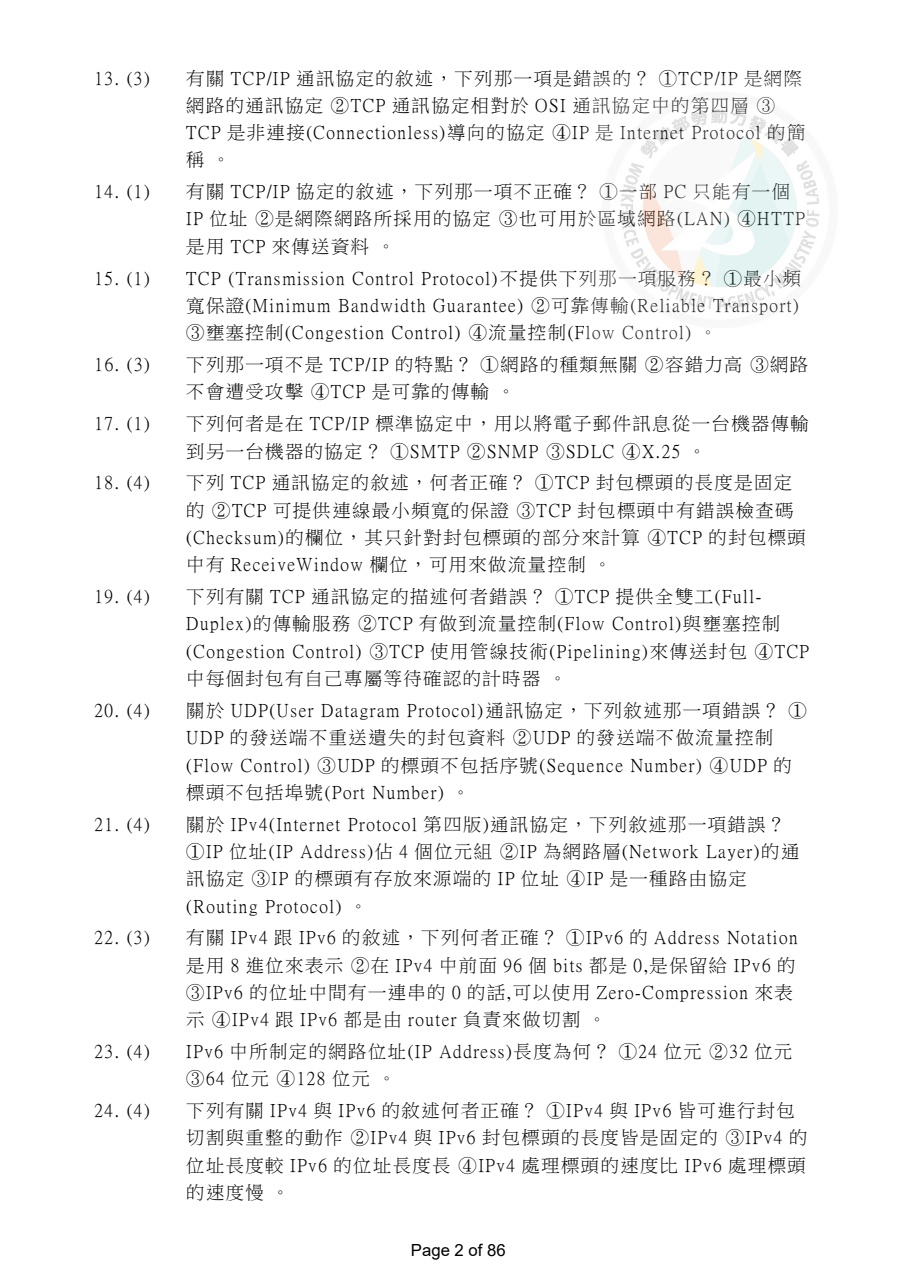 13. (3) 有關 TCP/IP 通訊協定的敘述，下列那一項是錯誤的？ ①TCP/IP 是網際
網路的通訊協定 ②TCP 通訊協定相對於 OSI 通訊協定中的第四層 ③
TCP 是非連接(Connectionless)導向的協定 ④IP 是 Internet Protocol 的簡
稱 。
14. (1) 有關 TCP/IP 協定的敘述，下列那一項不正確？ ①一部 PC 只能有一個
IP 位址 ②是網際網路所採用的協定 ③也可用於區域網路(LAN) ④HTTP
是用 TCP 來傳送資料 。
15. (1) TCP (Transmission Control Protocol)不提供下列那一項服務？ ①最小頻
寬保證(Minimum Bandwidth Guarantee) ②可靠傳輸(Reliable Transport)
③壅塞控制(Congestion Control) ④流量控制(Flow Control) 。
16. (3) 下列那一項不是 TCP/IP 的特點？ ①網路的種類無關 ②容錯力高 ③網路
不會遭受攻擊 ④TCP 是可靠的傳輸 。
17. (1) 下列何者是在 TCP/IP 標準協定中，用以將電子郵件訊息從一台機器傳輸
到另一台機器的協定？ ①SMTP ②SNMP ③SDLC ④X.25 。
18. (4) 下列 TCP 通訊協定的敘述，何者正確？ ①TCP 封包標頭的長度是固定
的 ②TCP 可提供連線最小頻寬的保證 ③TCP 封包標頭中有錯誤檢查碼
(Checksum)的欄位，其只針對封包標頭的部分來計算 ④TCP 的封包標頭
中有 ReceiveWindow 欄位，可用來做流量控制 。
19. (4) 下列有關 TCP 通訊協定的描述何者錯誤？ ①TCP 提供全雙工(Full-
Duplex)的傳輸服務 ②TCP 有做到流量控制(Flow Control)與壅塞控制
(Congestion Control) ③TCP 使用管線技術(Pipelining)來傳送封包 ④TCP
中每個封包有自己專屬等待確認的計時器 。
20. (4) 關於 UDP(User Datagram Protocol)通訊協定，下列敘述那一項錯誤？ ①
UDP 的發送端不重送遺失的封包資料 ②UDP 的發送端不做流量控制
(Flow Control) ③UDP 的標頭不包括序號(Sequence Number) ④UDP 的
標頭不包括埠號(Port Number) 。
21. (4) 關於 IPv4(Internet Protocol 第四版)通訊協定，下列敘述那一項錯誤？
①IP 位址(IP Address)佔 4 個位元組 ②IP 為網路層(Network Layer)的通
訊協定 ③IP 的標頭有存放來源端的 IP 位址 ④IP 是一種路由協定
(Routing Protocol) 。
22. (3) 有關 IPv4 跟 IPv6 的敘述，下列何者正確？ ①IPv6 的 Address Notation
是用 8 進位來表示 ②在 IPv4 中前面 96 個 bits 都是 0,是保留給 IPv6 的
③IPv6 的位址中間有一連串的 0 的話,可以使用 Zero-Compression 來表
示 ④IPv4 跟 IPv6 都是由 router 負責來做切割 。
23. (4) IPv6 中所制定的網路位址(IP Address)長度為何？ ①24 位元 ②32 位元
③64 位元 ④128 位元 。
24. (4) 下列有關 IPv4 與 IPv6 的敘述何者正確？ ①IPv4 與 IPv6 皆可進行封包
切割與重整的動作 ②IPv4 與 IPv6 封包標頭的長度皆是固定的 ③IPv4 的
位址長度較 IPv6 的位址長度長 ④IPv4 處理標頭的速度比 IPv6 處理標頭
的速度慢 。
Page 2 of 86